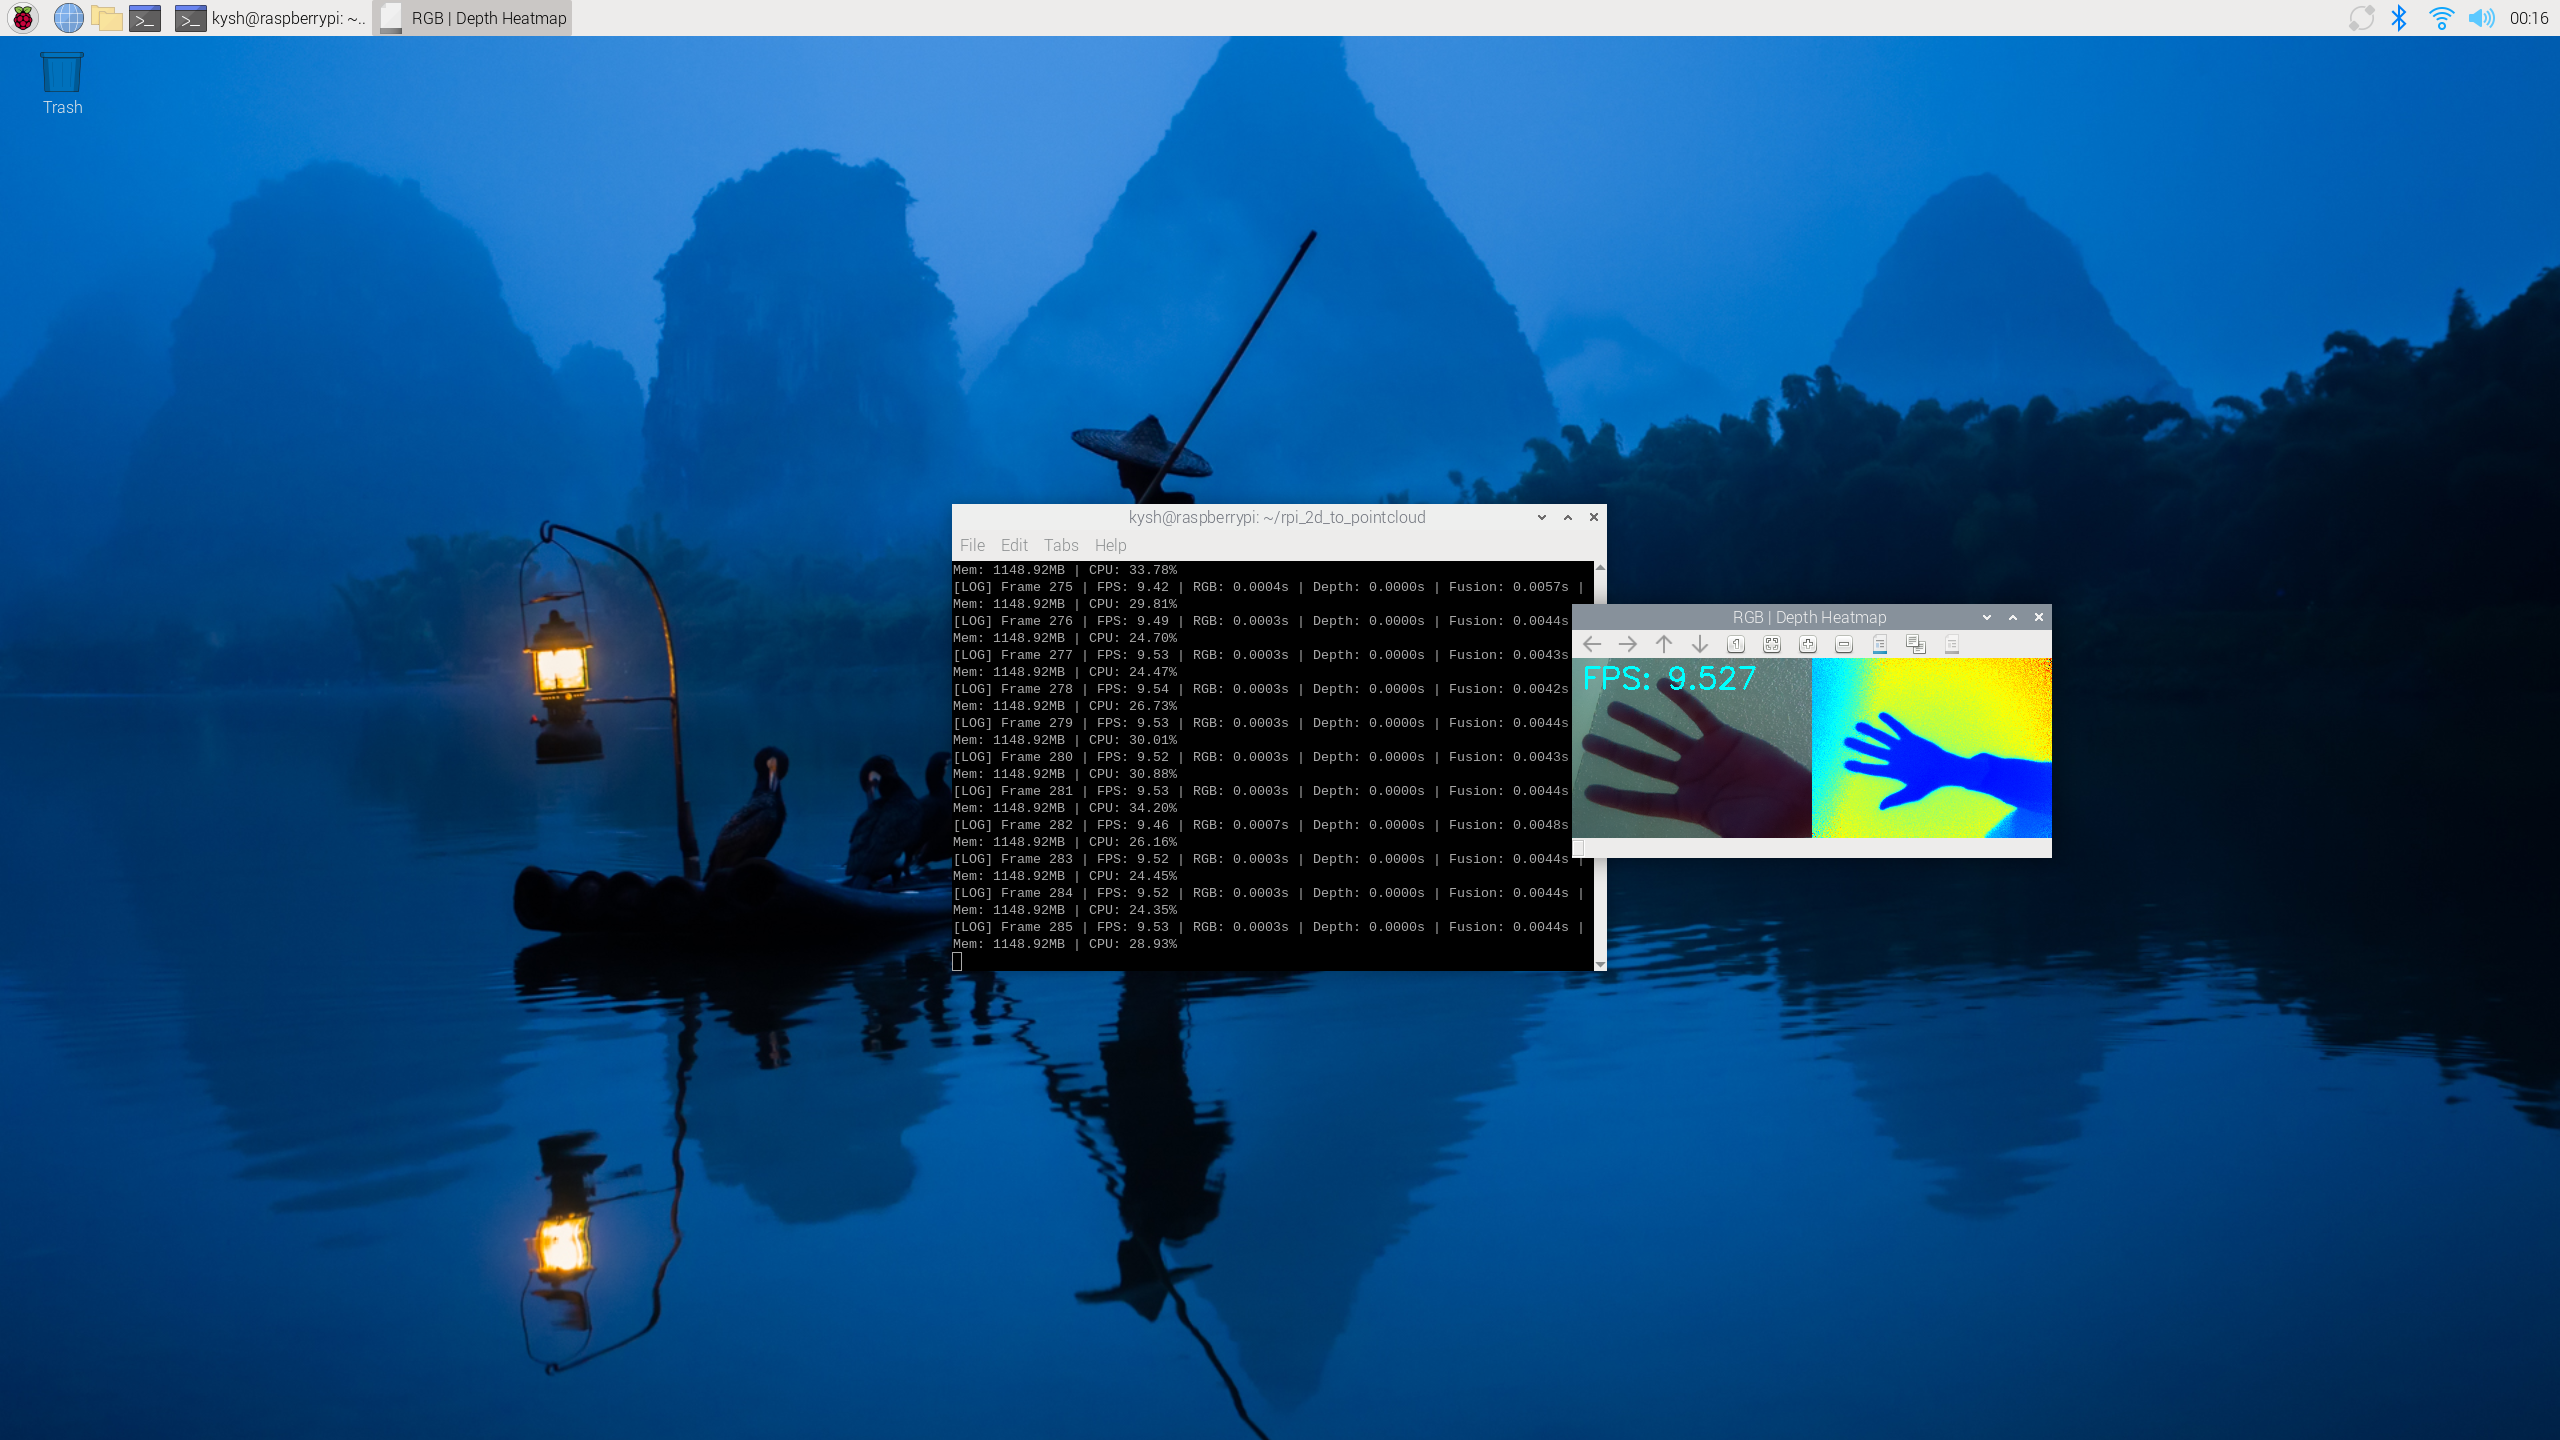 kysh@raspberrypi: ~..
RGB | Depth Heatmap
00:16
Trash
kysh@raspberrypi: ~/rpi_2d_to_pointcloud
File Edit Tabs Help
Mem: 1148.92MB | CPU: 33.78%
[LOG] Frame 275 | FPS: 9.42 | RGB: 0.0004s | Depth: 0.0000s | Fusion: 0.0057s |
Mem: 1148.92MB | CPU: 29.81%
[LOG] Frame 276 | FPS: 9.49 | RGB: 0.0003s | Depth: 0.0000s | Fusion: 0.0044s
Mem: 1148.92MB | CPU: 24.70%
[LOG] Frame 277 | FPS: 9.53 | RGB: 0.0003s | Depth: 0.0000s | Fusion: 0.0043s
Mem: 1148.92MB | CPU: 24.47%
[LOG] Frame 278 | FPS: 9.54 | RGB: 0.0003s | Depth: 0.0000s | Fusion: 0.0042s
Mem: 1148.92MB | CPU: 26.73%
[LOG] Frame 279 | FPS: 9.53 | RGB: 0.0003s | Depth: 0.0000s | Fusion: 0.0044s
Mem: 1148.92MB | CPU: 30.01%
[LOG] Frame 280 | FPS: 9.52 | RGB: 0.0003s | Depth: 0.0000s | Fusion: 0.0043s
Mem: 1148.92MB | CPU: 30.88%
[LOG] Frame 281 | FPS: 9.53 | RGB: 0.0003s | Depth: 0.0000s | Fusion: 0.0044s
Mem: 1148.92MB | CPU: 34.20%
[LOG] Frame 282 | FPS: 9.46 | RGB: 0.0007s | Depth: 0.0000s | Fusion: 0.0048s
Mem: 1148.92MB | CPU: 26.16%
[LOG] Frame 283 | FPS: 9.52 | RGB: 0.0003s | Depth: 0.0000s | Fusion: 0.0044s |
Mem: 1148.92MB | CPU: 24.45%
[LOG] Frame 284 | FPS: 9.52 | RGB: 0.0003s | Depth: 0.0000s | Fusion: 0.0044s |
Mem: 1148.92MB | CPU: 24.35%
[LOG] Frame 285 | FPS: 9.53 | RGB: 0.0003s | Depth: 0.0000s | Fusion: 0.0044s |
Mem: 1148.92MB | CPU: 28.93%
RGB | Depth Heatmap
FPS: 9.527